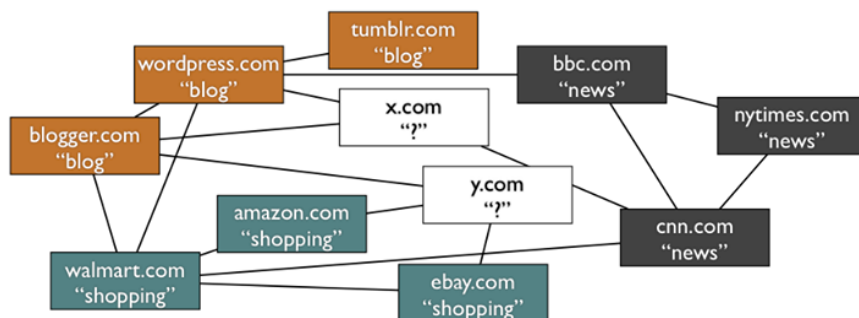 tumblr.com
“blog”
wordpress.com
“blog”
bbc.com
“news”
x.com
“?”
nytimes.com
“news”
blogger.com
“blog”
y.com
“?”
amazon.com
“shopping”
cnn.com
“news”
walmart.com
“shopping”
ebay.com
“shopping”